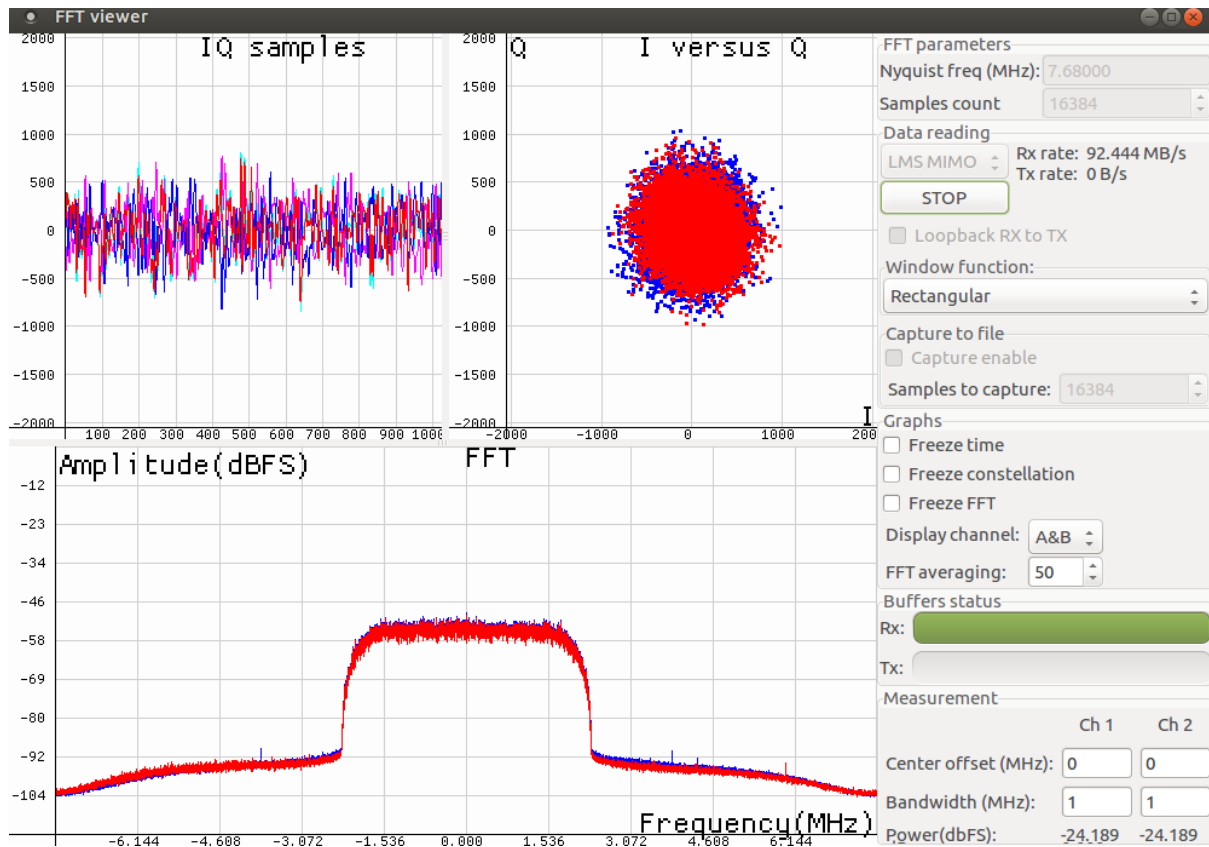 FFT viewer
IQ samples
2000
1500
1000
500
0
-500
-1000
-1500
-2000
100 200 300 400 500 600 700 800 900 1000
Q I versus Q
2000
1500
1000
500
0
-500
-1000
-1500
-2000
I
-2000 -1000 0 1000 200
Amplitude(dBFS) FFT
-12
-23
-34
-46
-58
-69
-80
-92
-104
Frequency(MHz)
-6.144 -4.608 -3.072 -1.536 0.000 1.536 3.072 4.608 6.144
FFT parameters
Nyquist freq (MHz): 7.68000
Samples count 16384
Data reading
LMS MIMO Rx rate: 92.444 MB/s
Tx rate: 0 B/s
STOP
Loopback RX to TX
Window function:
Rectangular
Capture to file
Capture enable
Samples to capture: 16384
Graphs
Freeze time
Freeze constellation
Freeze FFT
Display channel: A&B
FFT averaging: 50
Buffers status
Rx:
Tx:
Measurement
Ch 1 Ch 2
Center offset (MHz): 0 0
Bandwidth (MHz): 1 1
Power(dbFS): -24.189 -24.189